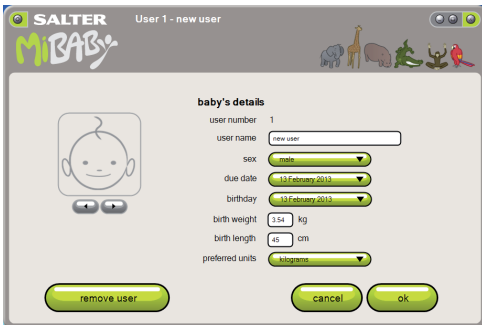 SALTER
User 1 - new user
MiBABY
baby's details
user number 1
user name new user
sex male
due date 13 February 2013
birthday 13 February 2013
birth weight 3.54 kg
birth length 45 cm
preferred units kilograms
remove user
cancel
ok